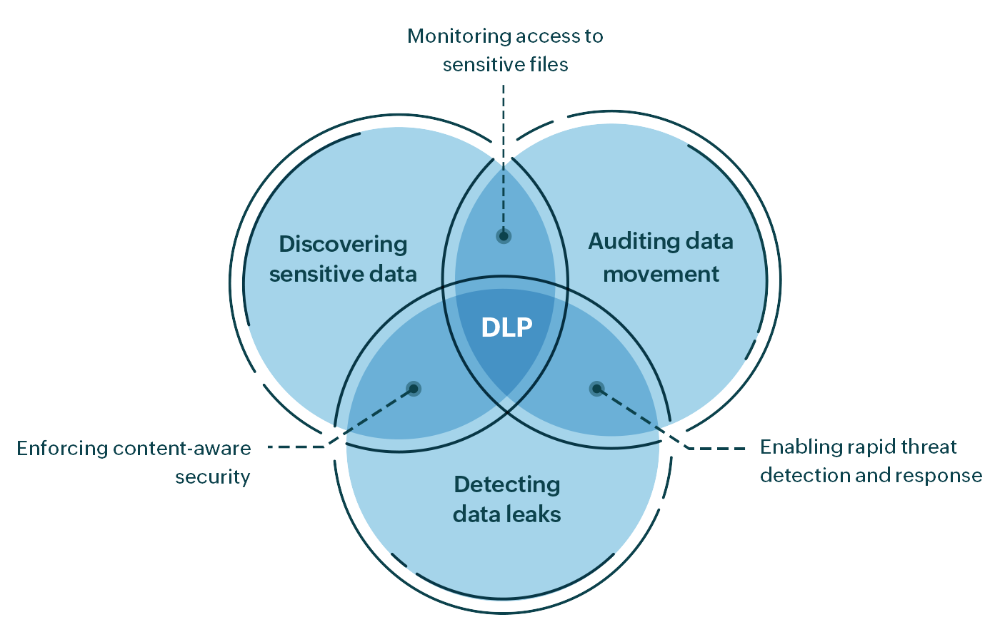 Monitoring access to
sensitive files
Discovering
sensitive data
Auditing data
movement
DLP
Enforcing content-aware
security
Enabling rapid threat
detection and response
Detecting
data leaks